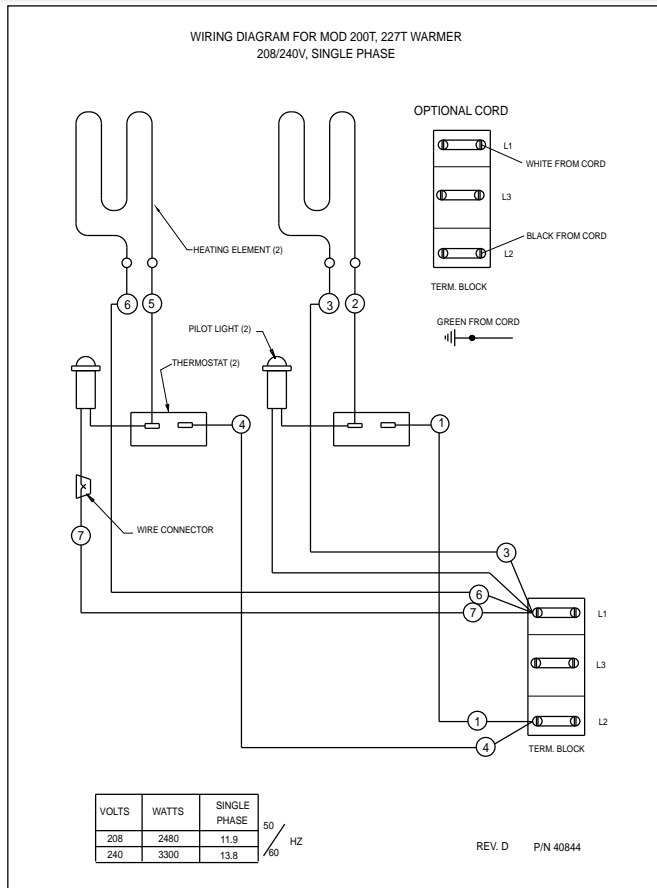 WIRING DIAGRAM FOR MOD 200T, 227T WARMER
208/240V, SINGLE PHASE
OPTIONAL CORD
L1
WHITE FROM CORD
L3
BLACK FROM CORD
L2
TERM. BLOCK
GREEN FROM CORD
HEATING ELEMENT (2)
6
5
3
2
PILOT LIGHT (2)
THERMOSTAT (2)
4
1
WIRE CONNECTOR
7
3
6
7
L1
L3
1
L2
4
TERM. BLOCK
VOLTS WATTS SINGLE PHASE
208 2480 11.9
240 3300 13.8
50/60 HZ
REV. D P/N 40844